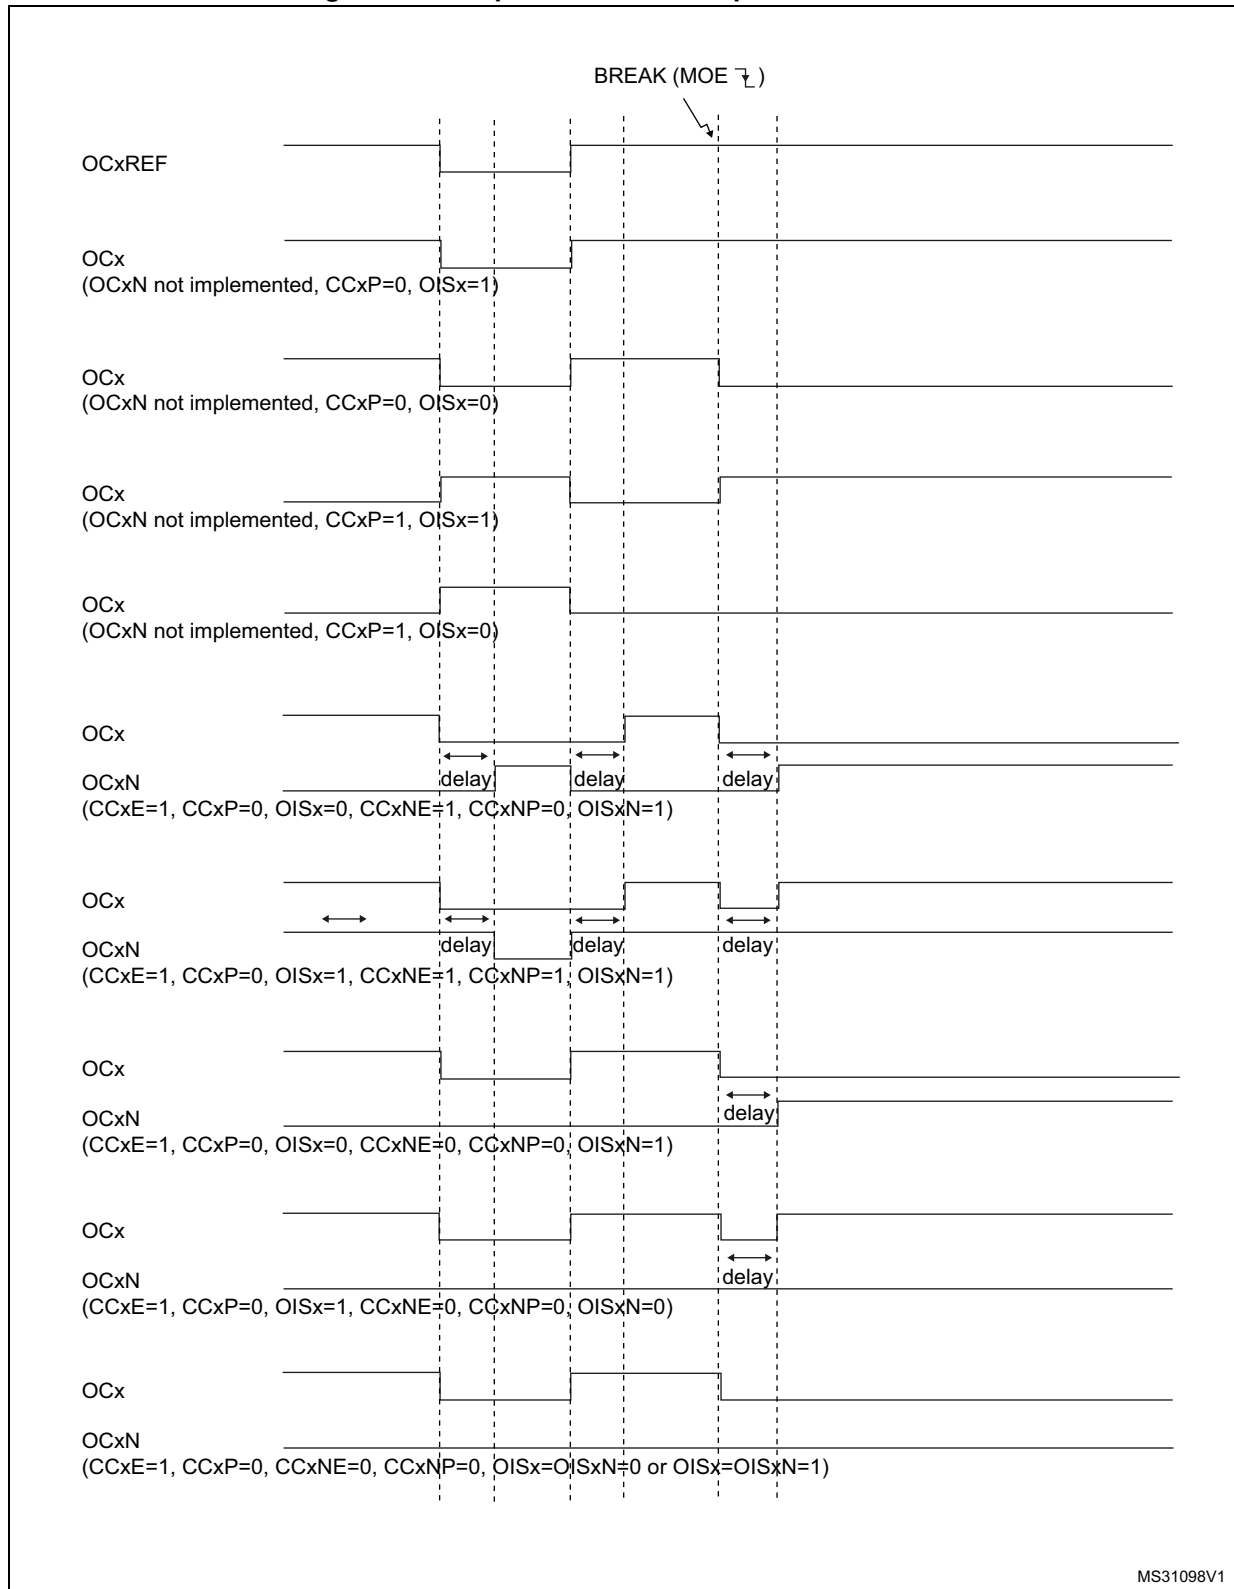 BREAK (MOE )
OCxREF
OCx
(OCxN not implemented, CCxP=0, OISx=1)
OCx
(OCxN not implemented, CCxP=0, OISx=0)
OCx
(OCxN not implemented, CCxP=1, OISx=1)
OCx
(OCxN not implemented, CCxP=1, OISx=0)
OCx
delay delay delay
OCxN
(CCxE=1, CCxP=0, OISx=0, CCxNE=1, CCxNP=0, OISxN=1)
OCx
delay delay delay
OCxN
(CCxE=1, CCxP=0, OISx=1, CCxNE=1, CCxNP=1, OISxN=1)
OCx
delay
OCxN
(CCxE=1, CCxP=0, OISx=0, CCxNE=0, CCxNP=0, OISxN=1)
OCx
delay
OCxN
(CCxE=1, CCxP=0, OISx=1, CCxNE=0, CCxNP=0, OISxN=0)
OCx
OCxN
(CCxE=1, CCxP=0, CCxNE=0, CCxNP=0, OISx=OISxN=0 or OISx=OISxN=1)
MS31098V1